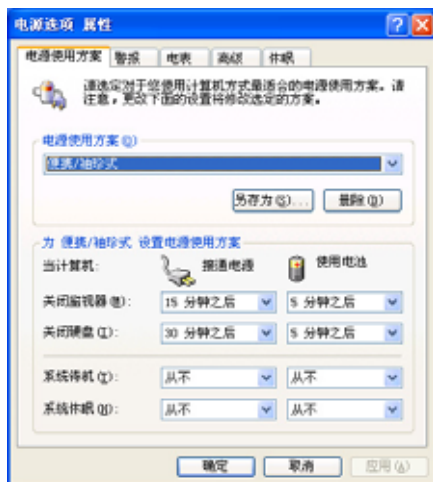 电源选项 属性
电源使用方案 警报 电表 高级 休眠
请选定对于您使用计算机方式最适合的电源使用方案。请
注意，更改下面的设置将修改选定的方案。
电源使用方案(O)
便携/袖珍式
另存为(S)... 删除(D)
为 便携/袖珍式 设置电源使用方案
当计算机: 接通电源 使用电池
关闭监视器(M): 15 分钟之后 5 分钟之后
关闭硬盘(I): 30 分钟之后 5 分钟之后
系统待机(T): 从不 从不
系统休眠(Y): 从不 从不
确定 取消 应用(A)